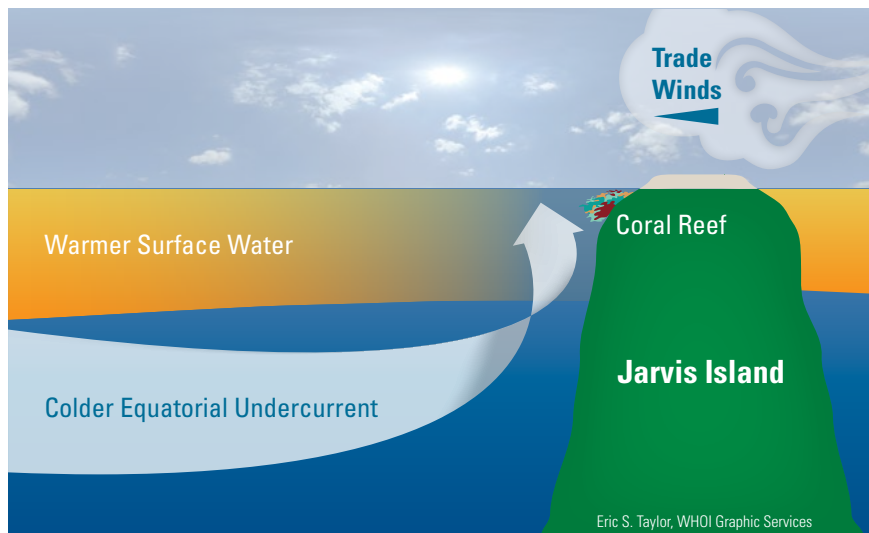 Trade
Winds
Warmer Surface Water
Coral Reef
Jarvis Island
Colder Equatorial Undercurrent
Eric S. Taylor, WHOI Graphic Services